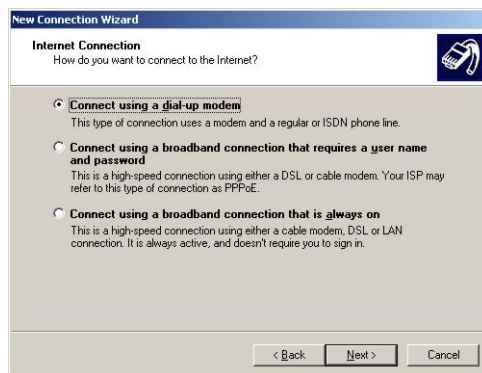 New Connection Wizard
Internet Connection
How do you want to connect to the Internet?
Connect using a dial-up modem
This type of connection uses a modem and a regular or ISDN phone line.
Connect using a broadband connection that requires a user name
and password
This is a high-speed connection using either a DSL or cable modem. Your ISP may
refer to this type of connection as PPPoE.
Connect using a broadband connection that is always on
This is a high-speed connection using either a cable modem, DSL or LAN
connection. It is always active, and doesn't require you to sign in.
< Back Next > Cancel